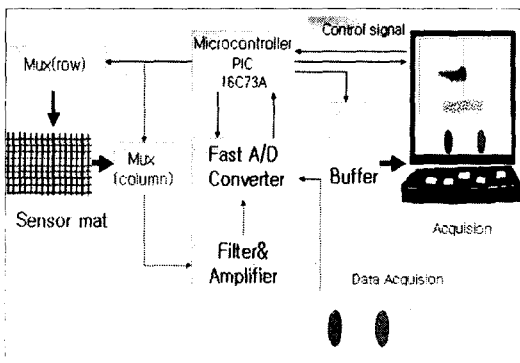 Control signal
Microcontroller
PIC
16C73A
Mux(row)
Mux
(column)
Fast A/D
Converter
Buffer
Sensor mat
Filter&
Amplifier
Acquision
Data Acquision